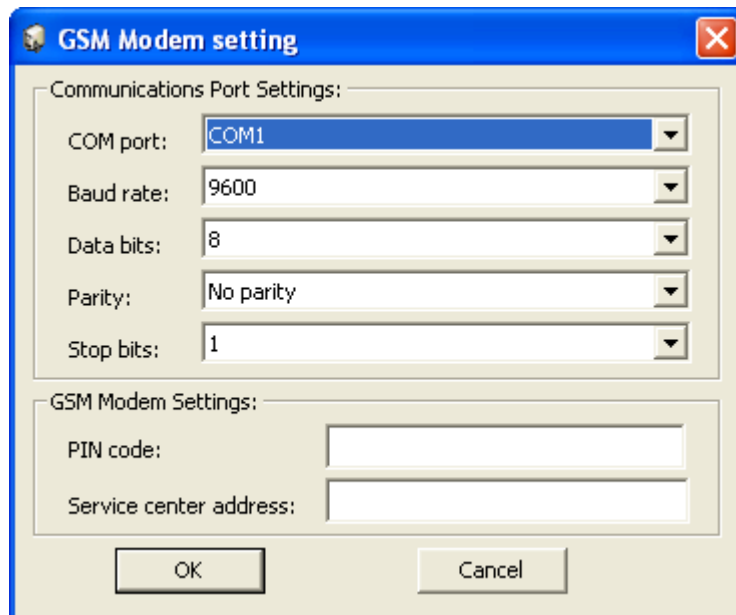 GSM Modem setting
Communications Port Settings:
COM port: COM1
Baud rate: 9600
Data bits: 8
Parity: No parity
Stop bits: 1
GSM Modem Settings:
PIN code:
Service center address:
OK Cancel